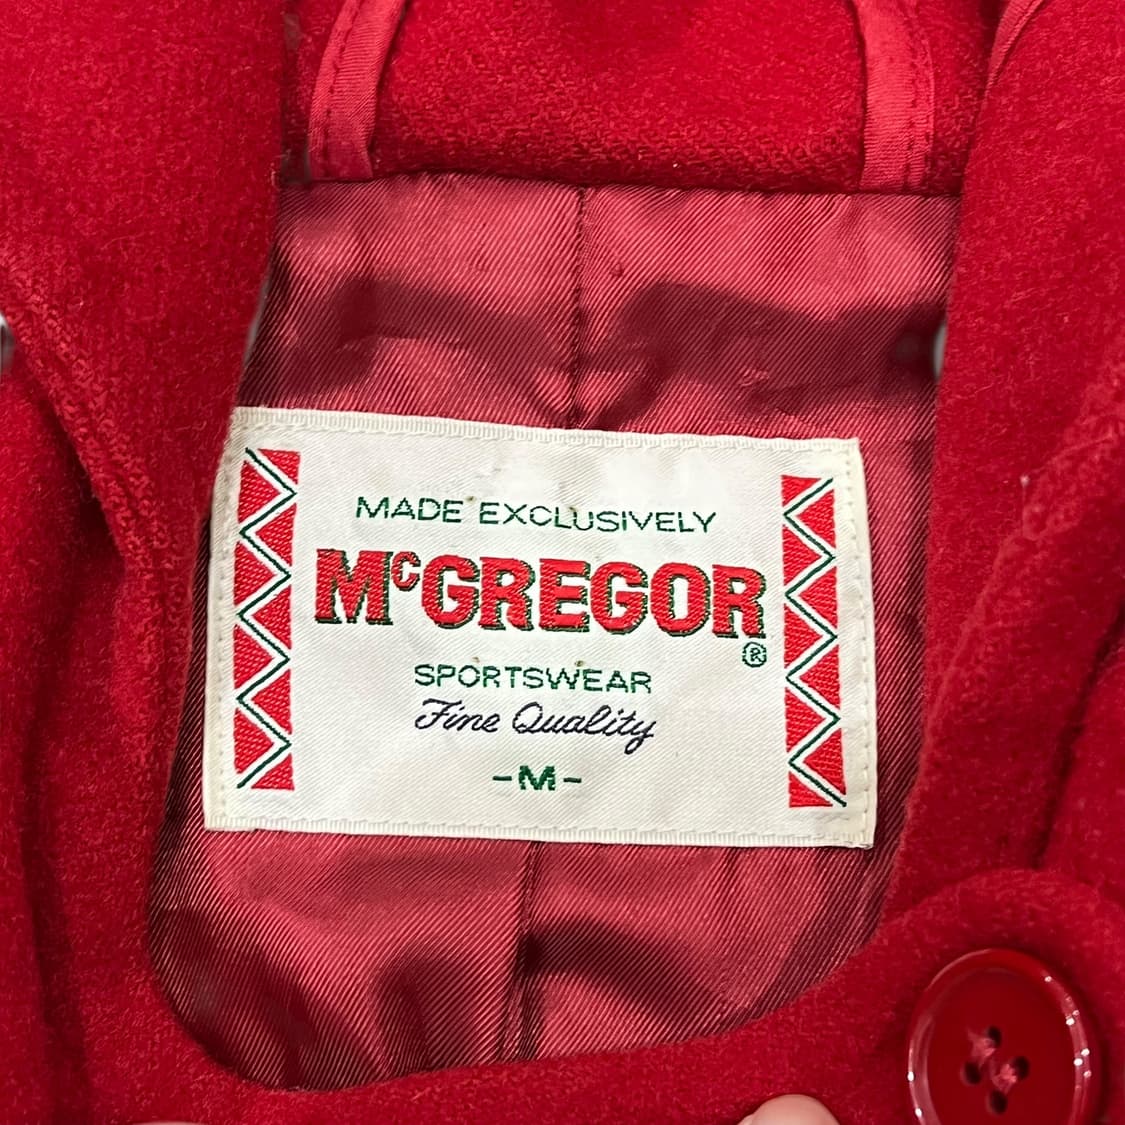 MADE EXCLUSIVELY
McGREGOR®
SPORTSWEAR
Fine Quality
-M-